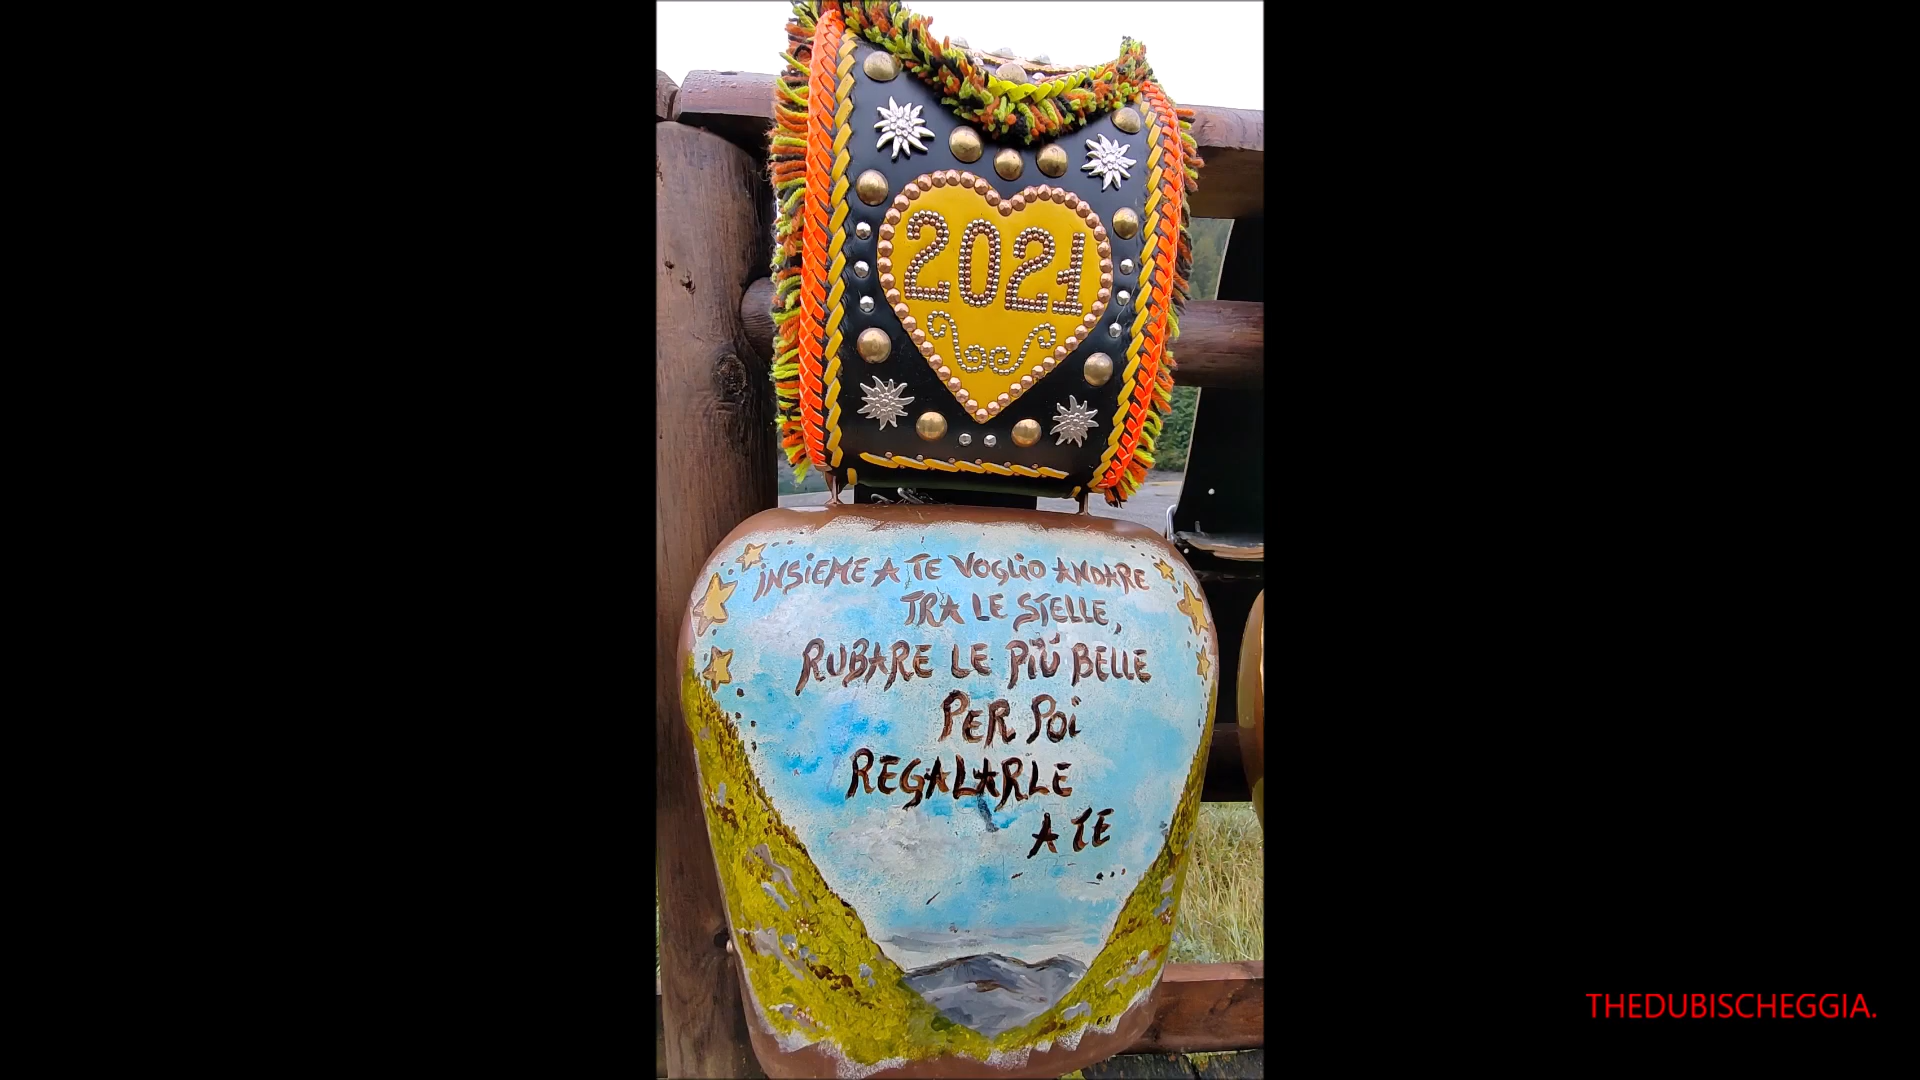 2021
INSiEME A TE VOGLiO ANDARE
TRA LE STELLE,
RUBARE LE PiÙ BELLE
PER POi
REGALARLE
A TE
...
THEDUBISCHEGGIA.